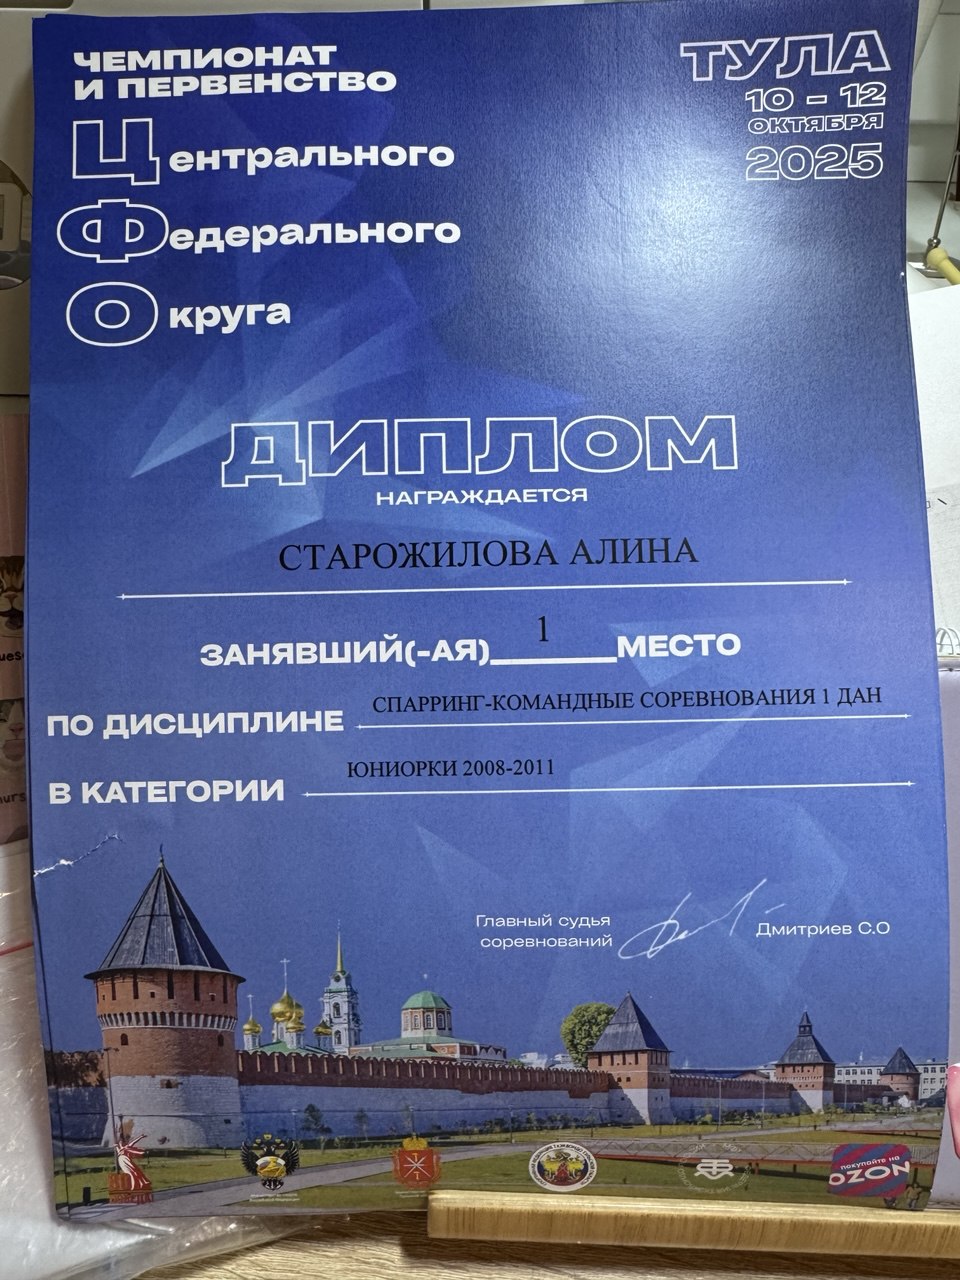 ЧЕМПИОНАТ
И ПЕРВЕНСТВО
Центрального
Федерального
Округа
ТУЛА
10 - 12
ОКТЯБРЯ
2025
ДИПЛОМ
НАГРАЖДАЕТСЯ
СТАРОЖИЛОВА АЛИНА
ЗАНЯВШИЙ(-АЯ) 1 МЕСТО
ПО ДИСЦИПЛИНЕ СПАРРИНГ-КОМАНДНЫЕ СОРЕВНОВАНИЯ 1 ДАН
В КАТЕГОРИИ ЮНИОРКИ 2008-2011
Главный судья
соревнований
Дмитриев С.О
покупайте на
OZON